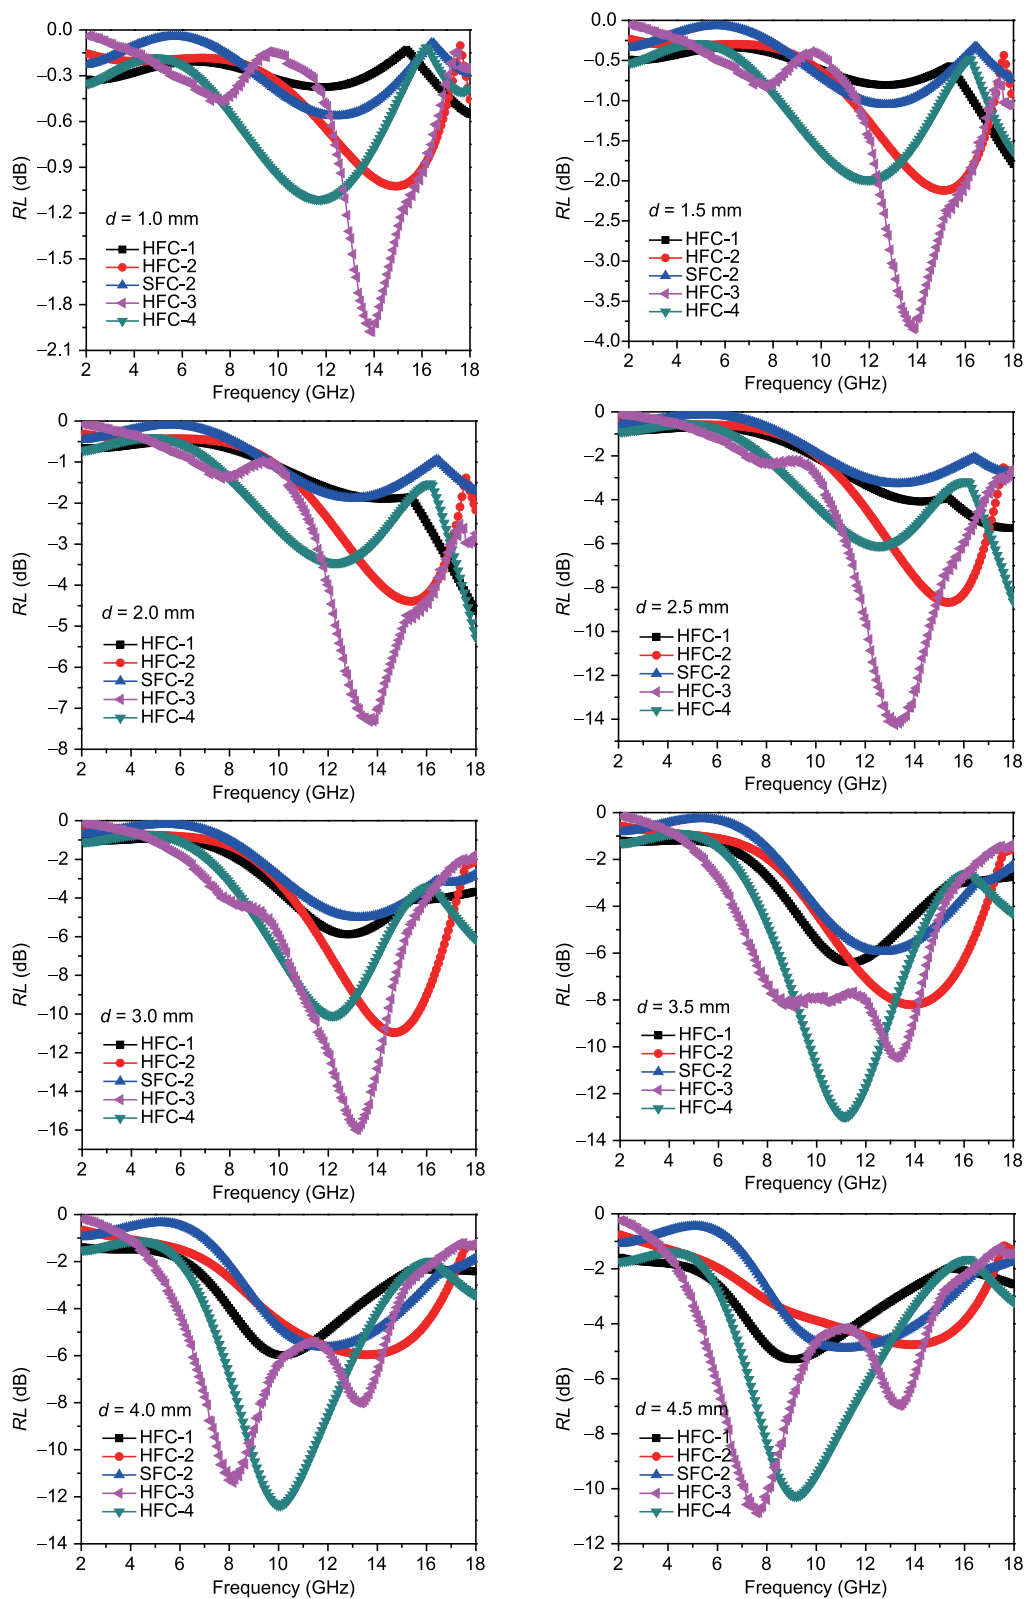 0.0
−0.3
−0.6
−0.9
−1.2
−1.5
−1.8
−2.1
RL (dB)
d = 1.0 mm
HFC-1
HFC-2
SFC-2
HFC-3
HFC-4
2 4 6 8 10 12 14 16 18
Frequency (GHz)
0.0
−0.5
−1.0
−1.5
−2.0
−2.5
−3.0
−3.5
−4.0
RL (dB)
d = 1.5 mm
HFC-1
HFC-2
SFC-2
HFC-3
HFC-4
2 4 6 8 10 12 14 16 18
Frequency (GHz)
0
−1
−2
−3
−4
−5
−6
−7
−8
RL (dB)
d = 2.0 mm
HFC-1
HFC-2
SFC-2
HFC-3
HFC-4
2 4 6 8 10 12 14 16 18
Frequency (GHz)
0
−2
−4
−6
−8
−10
−12
−14
RL (dB)
d = 2.5 mm
HFC-1
HFC-2
SFC-2
HFC-3
HFC-4
2 4 6 8 10 12 14 16 18
Frequency (GHz)
0
−2
−4
−6
−8
−10
−12
−14
−16
RL (dB)
d = 3.0 mm
HFC-1
HFC-2
SFC-2
HFC-3
HFC-4
2 4 6 8 10 12 14 16 18
Frequency (GHz)
0
−2
−4
−6
−8
−10
−12
−14
RL (dB)
d = 3.5 mm
HFC-1
HFC-2
SFC-2
HFC-3
HFC-4
2 4 6 8 10 12 14 16 18
Frequency (GHz)
0
−2
−4
−6
−8
−10
−12
−14
RL (dB)
d = 4.0 mm
HFC-1
HFC-2
SFC-2
HFC-3
HFC-4
2 4 6 8 10 12 14 16 18
Frequency (GHz)
0
−2
−4
−6
−8
−10
−12
RL (dB)
d = 4.5 mm
HFC-1
HFC-2
SFC-2
HFC-3
HFC-4
2 4 6 8 10 12 14 16 18
Frequency (GHz)